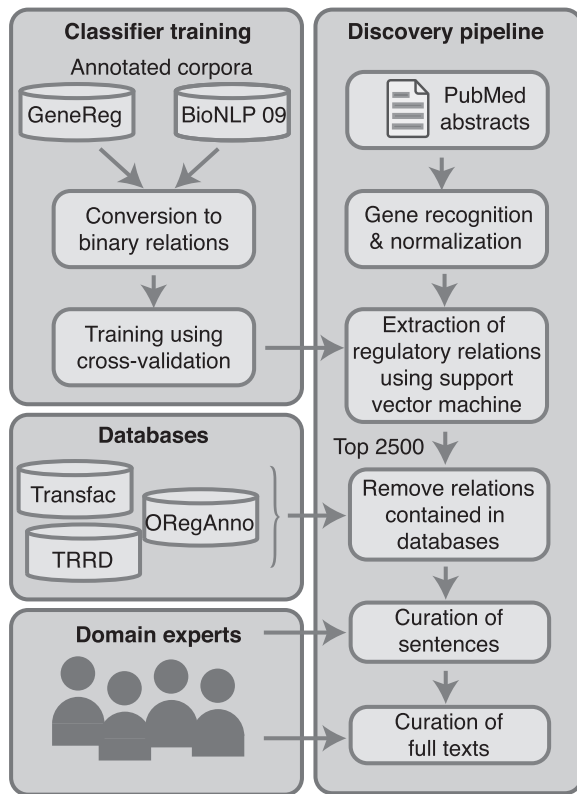 Classifier training
Annotated corpora
GeneReg
BioNLP 09
Conversion to
binary relations
Training using
cross-validation
Databases
Transfac
ORegAnno
TRRD
Domain experts
Discovery pipeline
PubMed
abstracts
Gene recognition
& normalization
Extraction of
regulatory relations
using support
vector machine
Top 2500
Remove relations
contained in
databases
Curation of
sentences
Curation of
full texts